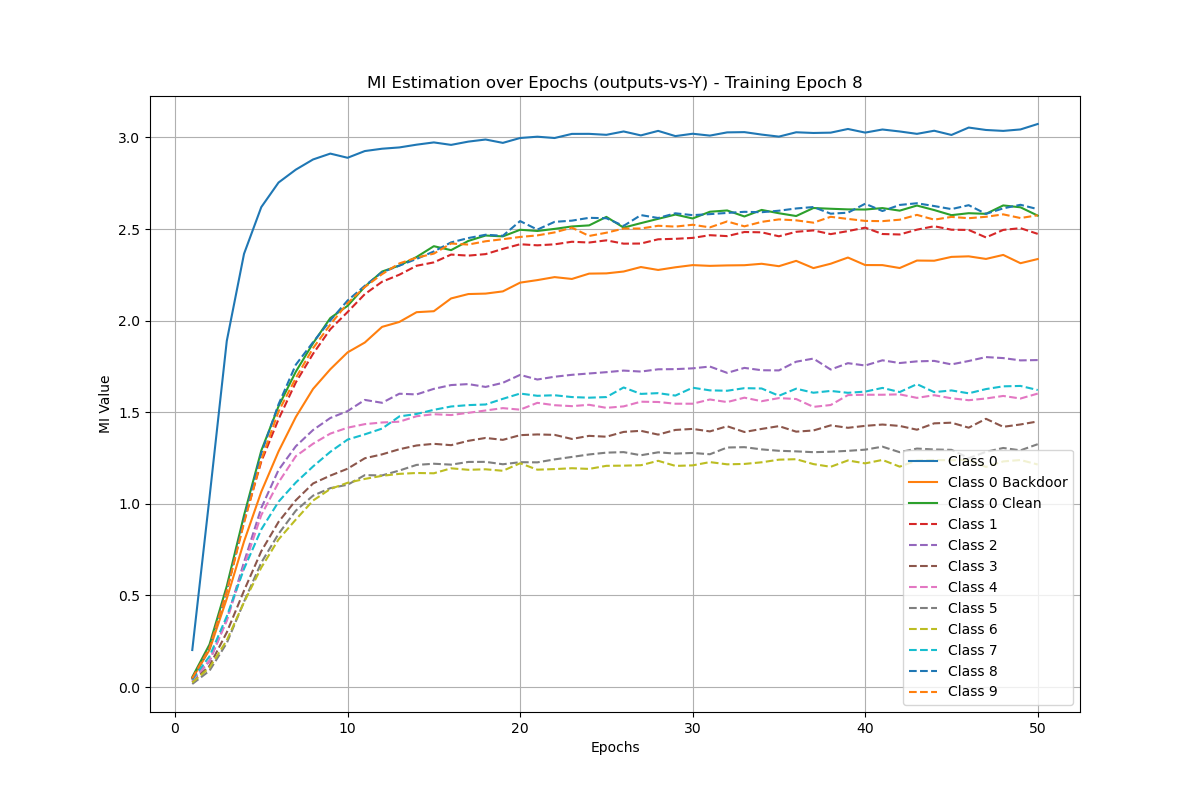 MI Estimation over Epochs (outputs-vs-Y) - Training Epoch 8
MI Value
3.0
2.5
2.0
1.5
1.0
0.5
0.0
0
10
20
30
40
50
Epochs
Class 0
Class 0 Backdoor
Class 0 Clean
Class 1
Class 2
Class 3
Class 4
Class 5
Class 6
Class 7
Class 8
Class 9